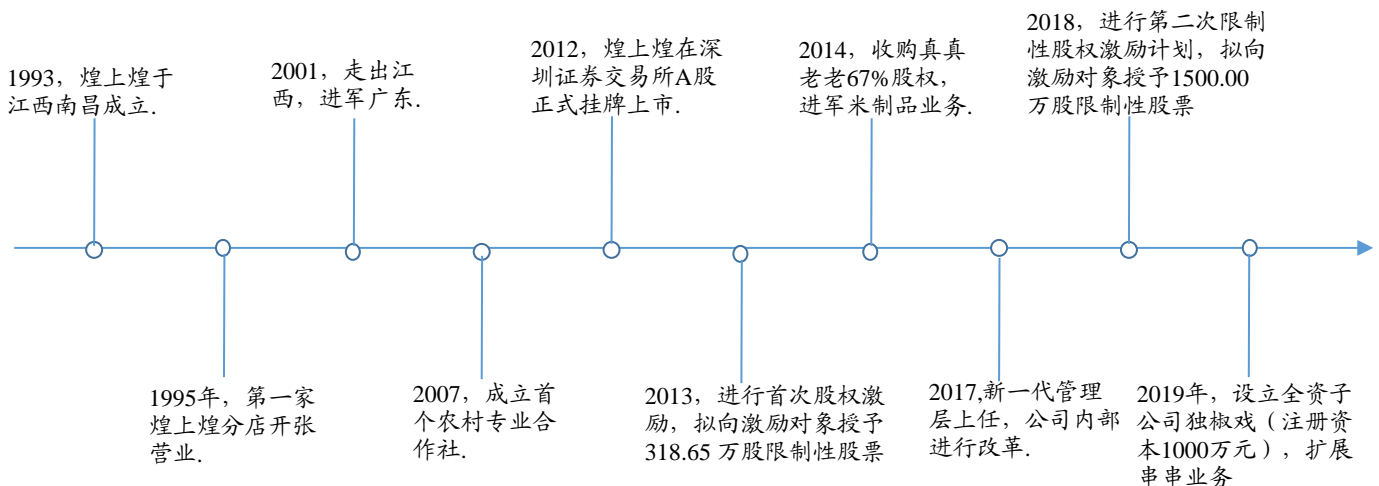 1993，煌上煌于
江西南昌成立.
1995年，第一家
煌上煌分店开张
营业.
2001，走出江
西，进军广东.
2007，成立首
个农村专业合
作社.
2012，煌上煌在深
圳证券交易所A股
正式挂牌上市.
2013，进行首次股权激
励，拟向激励对象授予
318.65 万股限制性股票
2014，收购真真
老老67%股权，
进军米制品业务.
2017,新一代管理
层上任，公司内部
进行改革.
2018，进行第二次限制
性股权激励计划，拟向
激励对象授予1500.00
万股限制性股票
2019年，设立全资子
公司独椒戏（注册资
本1000万元），扩展
串串业务